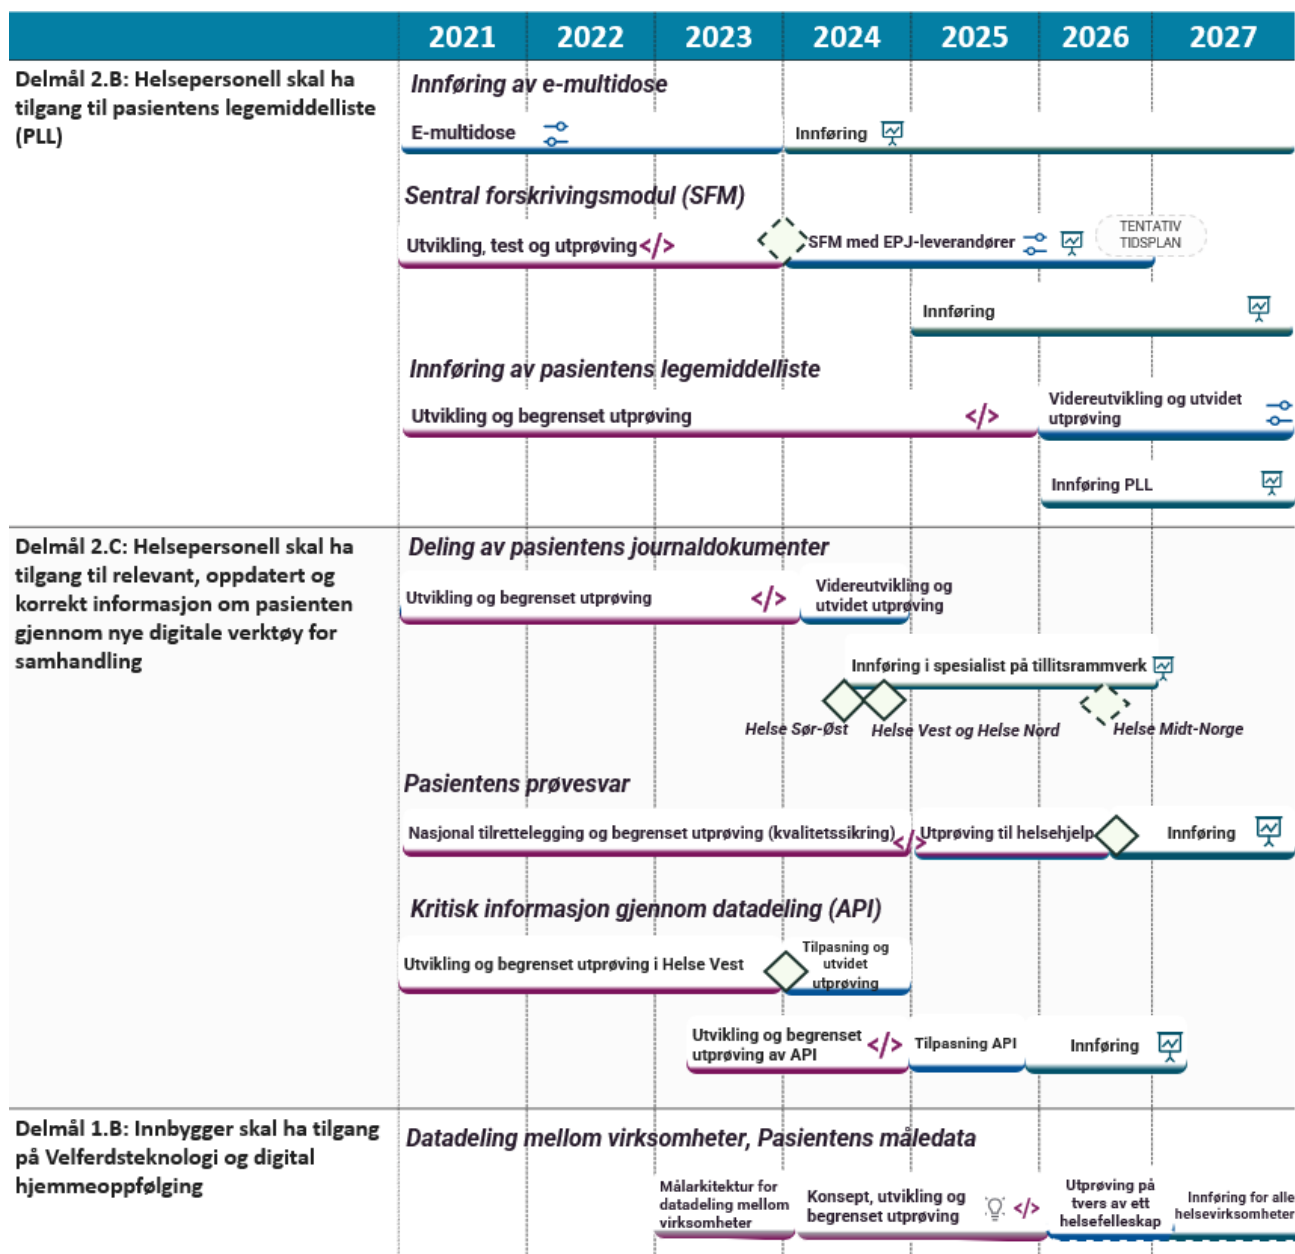 2021 2022 2023 2024 2025 2026 2027
Delmål 2.B: Helsepersonell skal ha
tilgang til pasientens legemiddelliste
(PLL)
Innføring av e-multidose
E-multidose
Innføring
Sentral forskrivingsmodul (SFM)
Utvikling, test og utprøving
SFM med EPJ-leverandører
TENTATIV
TIDSPLAN
Innføring
Innføring av pasientens legemiddelliste
Utvikling og begrenset utprøving
Videreutvikling og utvidet
utprøving
Innføring PLL
Delmål 2.C: Helsepersonell skal ha
tilgang til relevant, oppdatert og
korrekt informasjon om pasienten
gjennom nye digitale verktøy for
samhandling
Deling av pasientens journaldokumenter
Utvikling og begrenset utprøving
Videreutvikling og
utvidet utprøving
Innføring i spesialist på tillitsrammverk
Helse Sør-Øst
Helse Vest og Helse Nord
Helse Midt-Norge
Pasientens prøvesvar
Nasjonal tilrettelegging og begrenset utprøving (kvalitetssikring)
Utprøving til helsehjelp
Innføring
Kritisk informasjon gjennom datadeling (API)
Utvikling og begrenset utprøving i Helse Vest
Tilpasning og
utvidet
utprøving
Utvikling og begrenset
utprøving av API
Tilpasning API
Innføring
Delmål 1.B: Innbygger skal ha tilgang
på Velferdsteknologi og digital
hjemmeoppfølging
Datadeling mellom virksomheter, Pasientens måledata
Målarkitektur for
datadeling mellom
virksomheter
Konsept, utvikling og
begrenset utprøving
Utprøving på
tvers av ett
helsefelleskap
Innføring for alle
helsevirksomheter